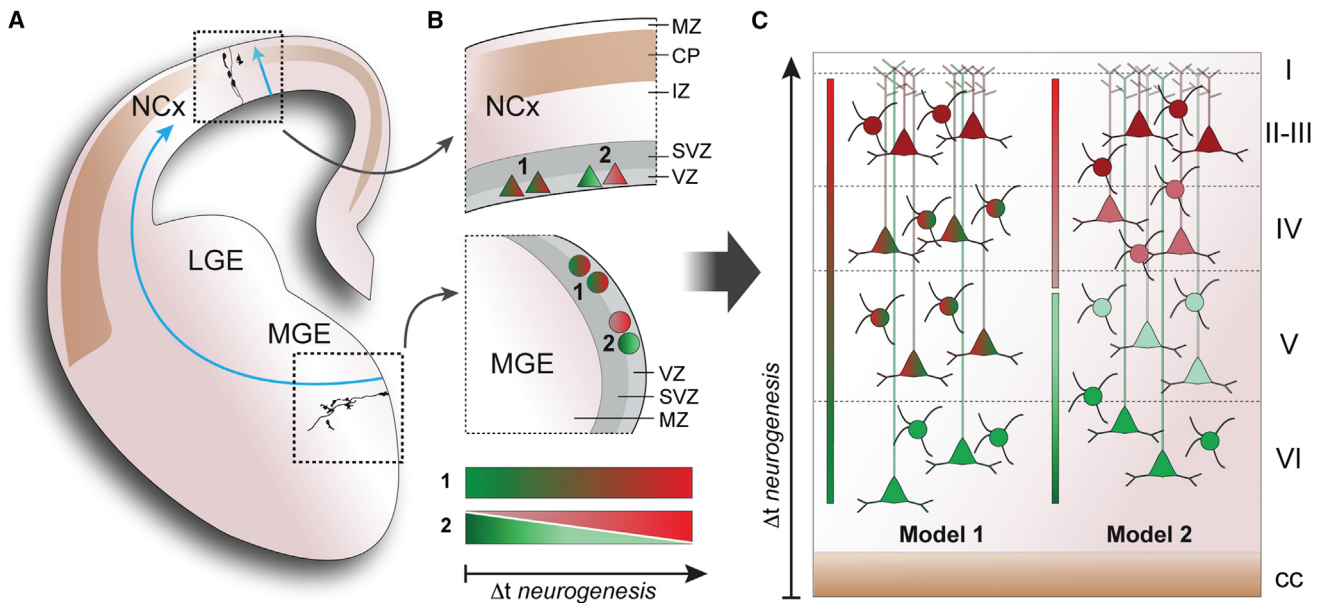 A
NCx
LGE
MGE
B
MZ
CP
NCx
IZ
SVZ
1
2
VZ
1
2
MGE
VZ
SVZ
MZ
1
2
Δt neurogenesis
C
Δt neurogenesis
I
II-III
IV
V
VI
Model 1
Model 2
cc